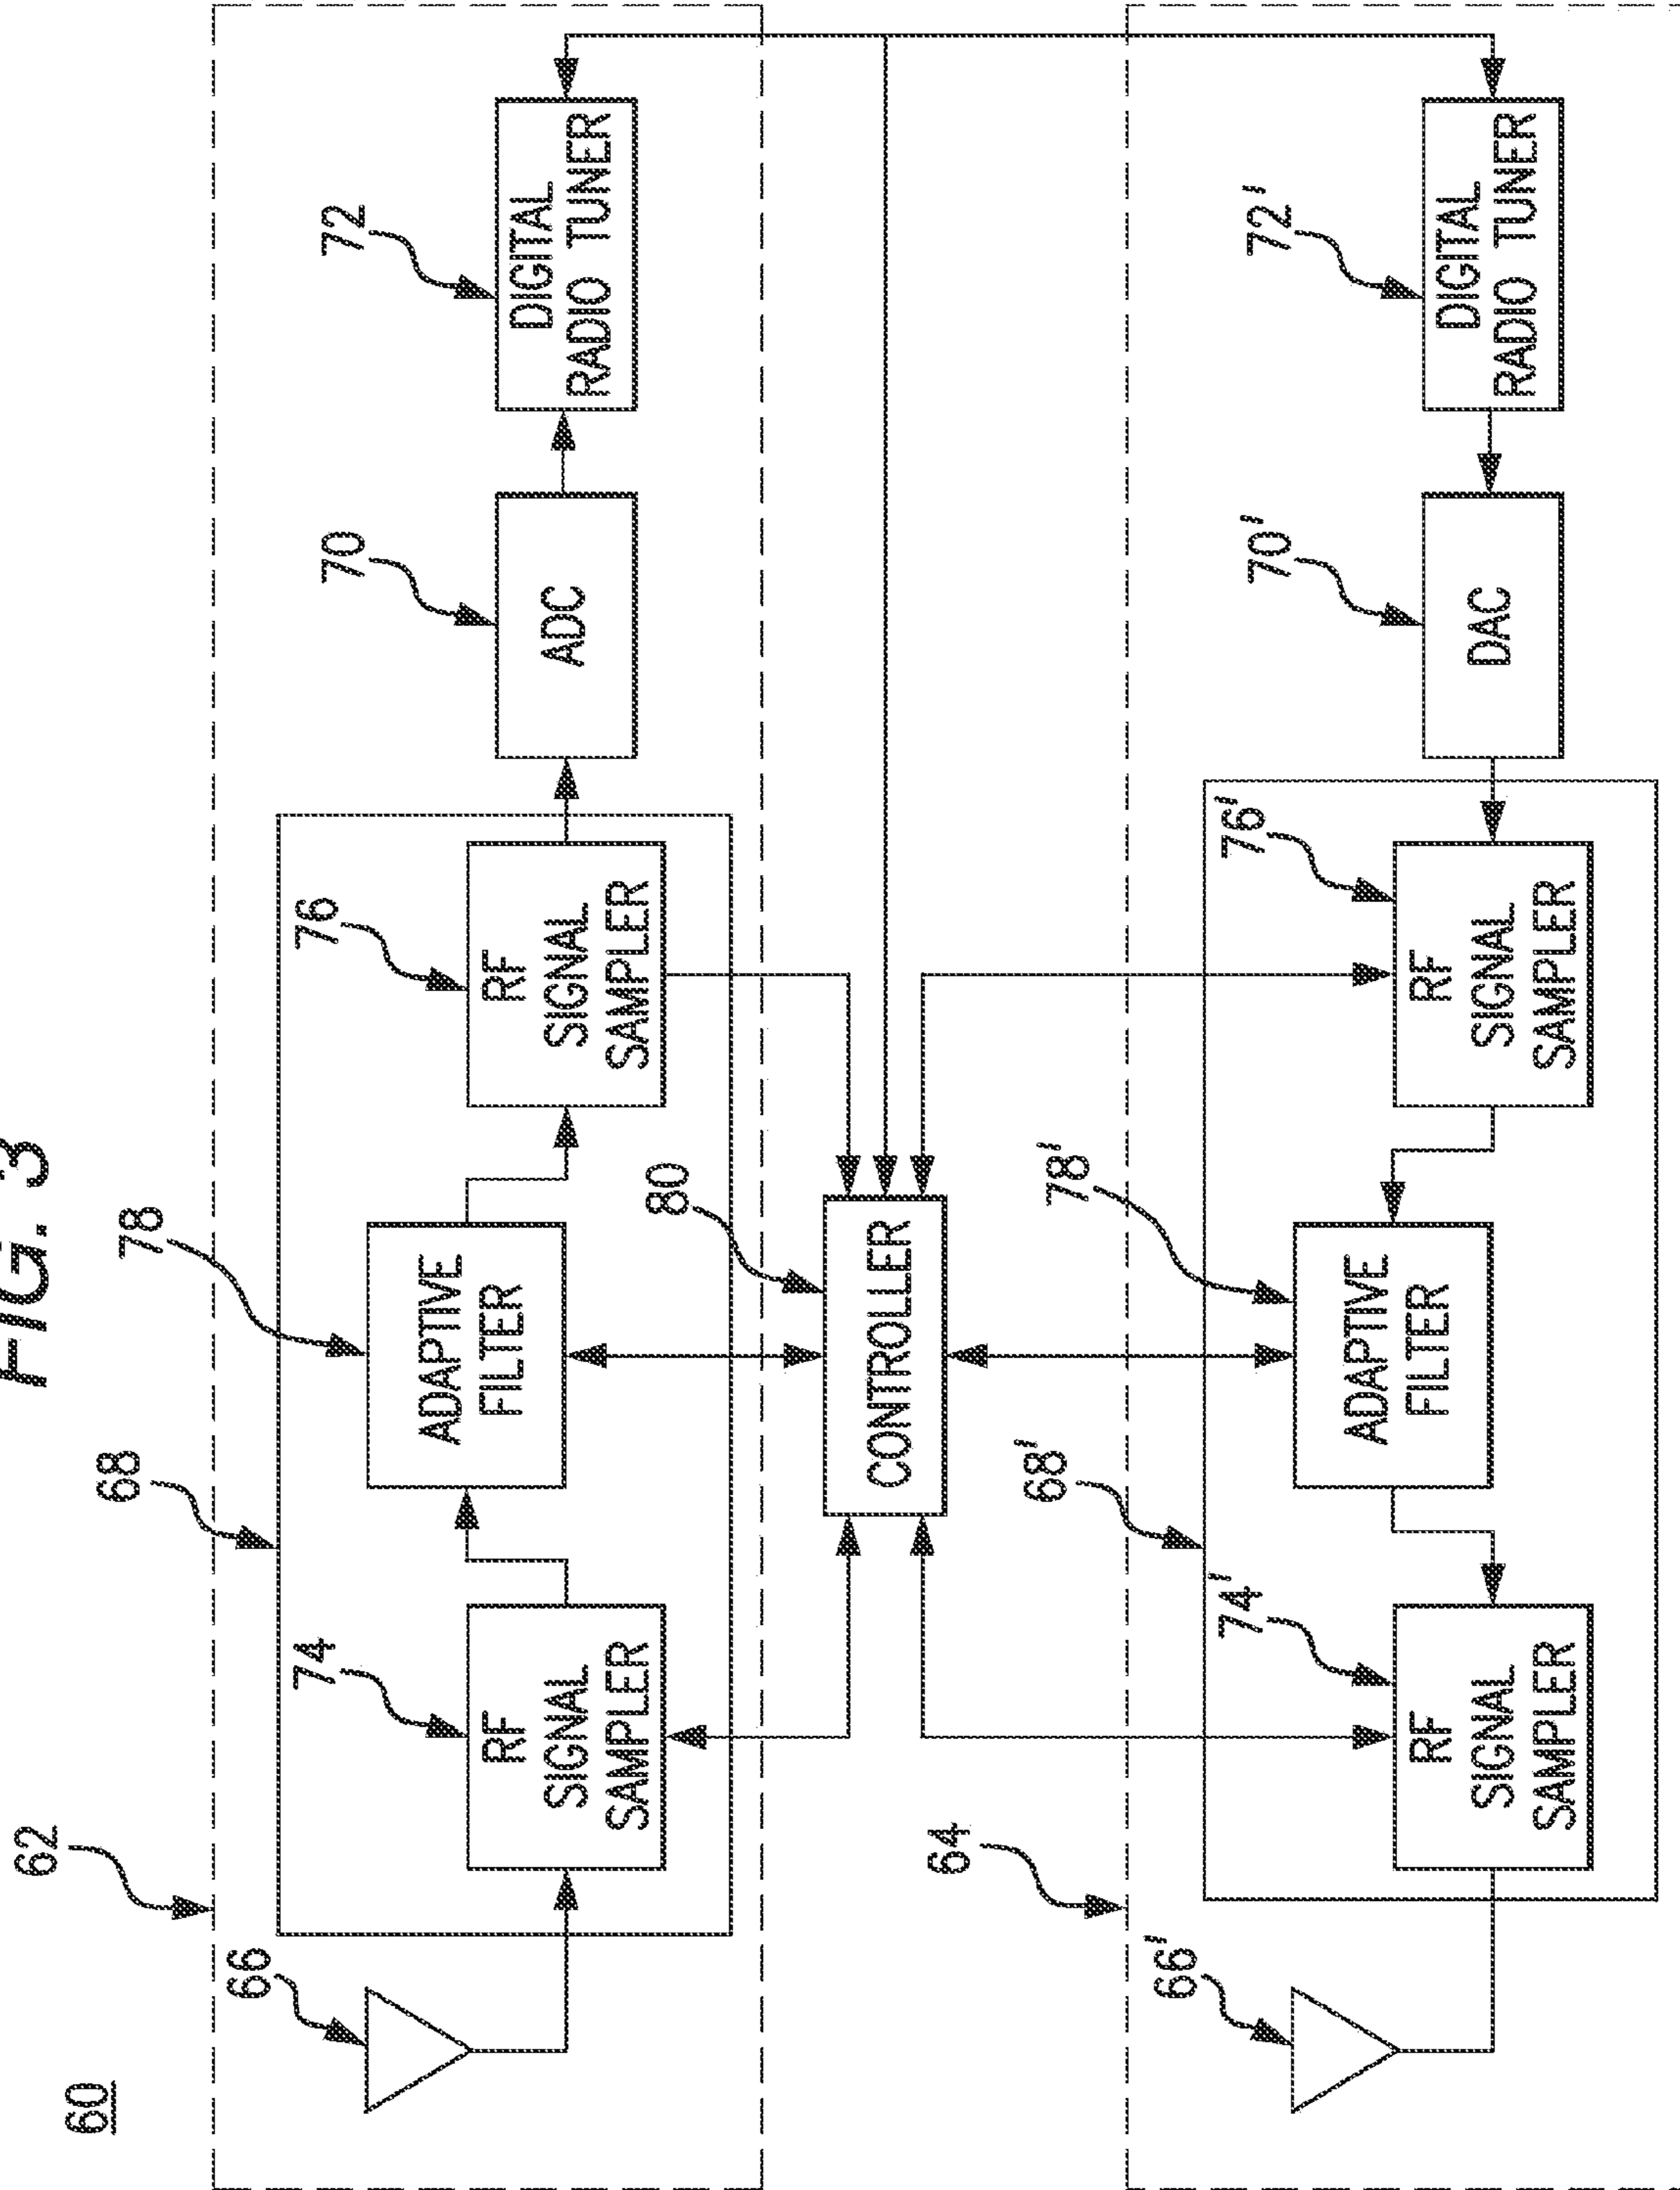 FIG. 3
60
62
66
68
74
RF
SIGNAL
SAMPLER
78
ADAPTIVE
FILTER
76
RF
SIGNAL
SAMPLER
70
ADC
72
DIGITAL
RADIO TUNER
80
CONTROLLER
64
66'
68'
74'
RF
SIGNAL
SAMPLER
78'
ADAPTIVE
FILTER
76'
RF
SIGNAL
SAMPLER
70'
DAC
72'
DIGITAL
RADIO TUNER